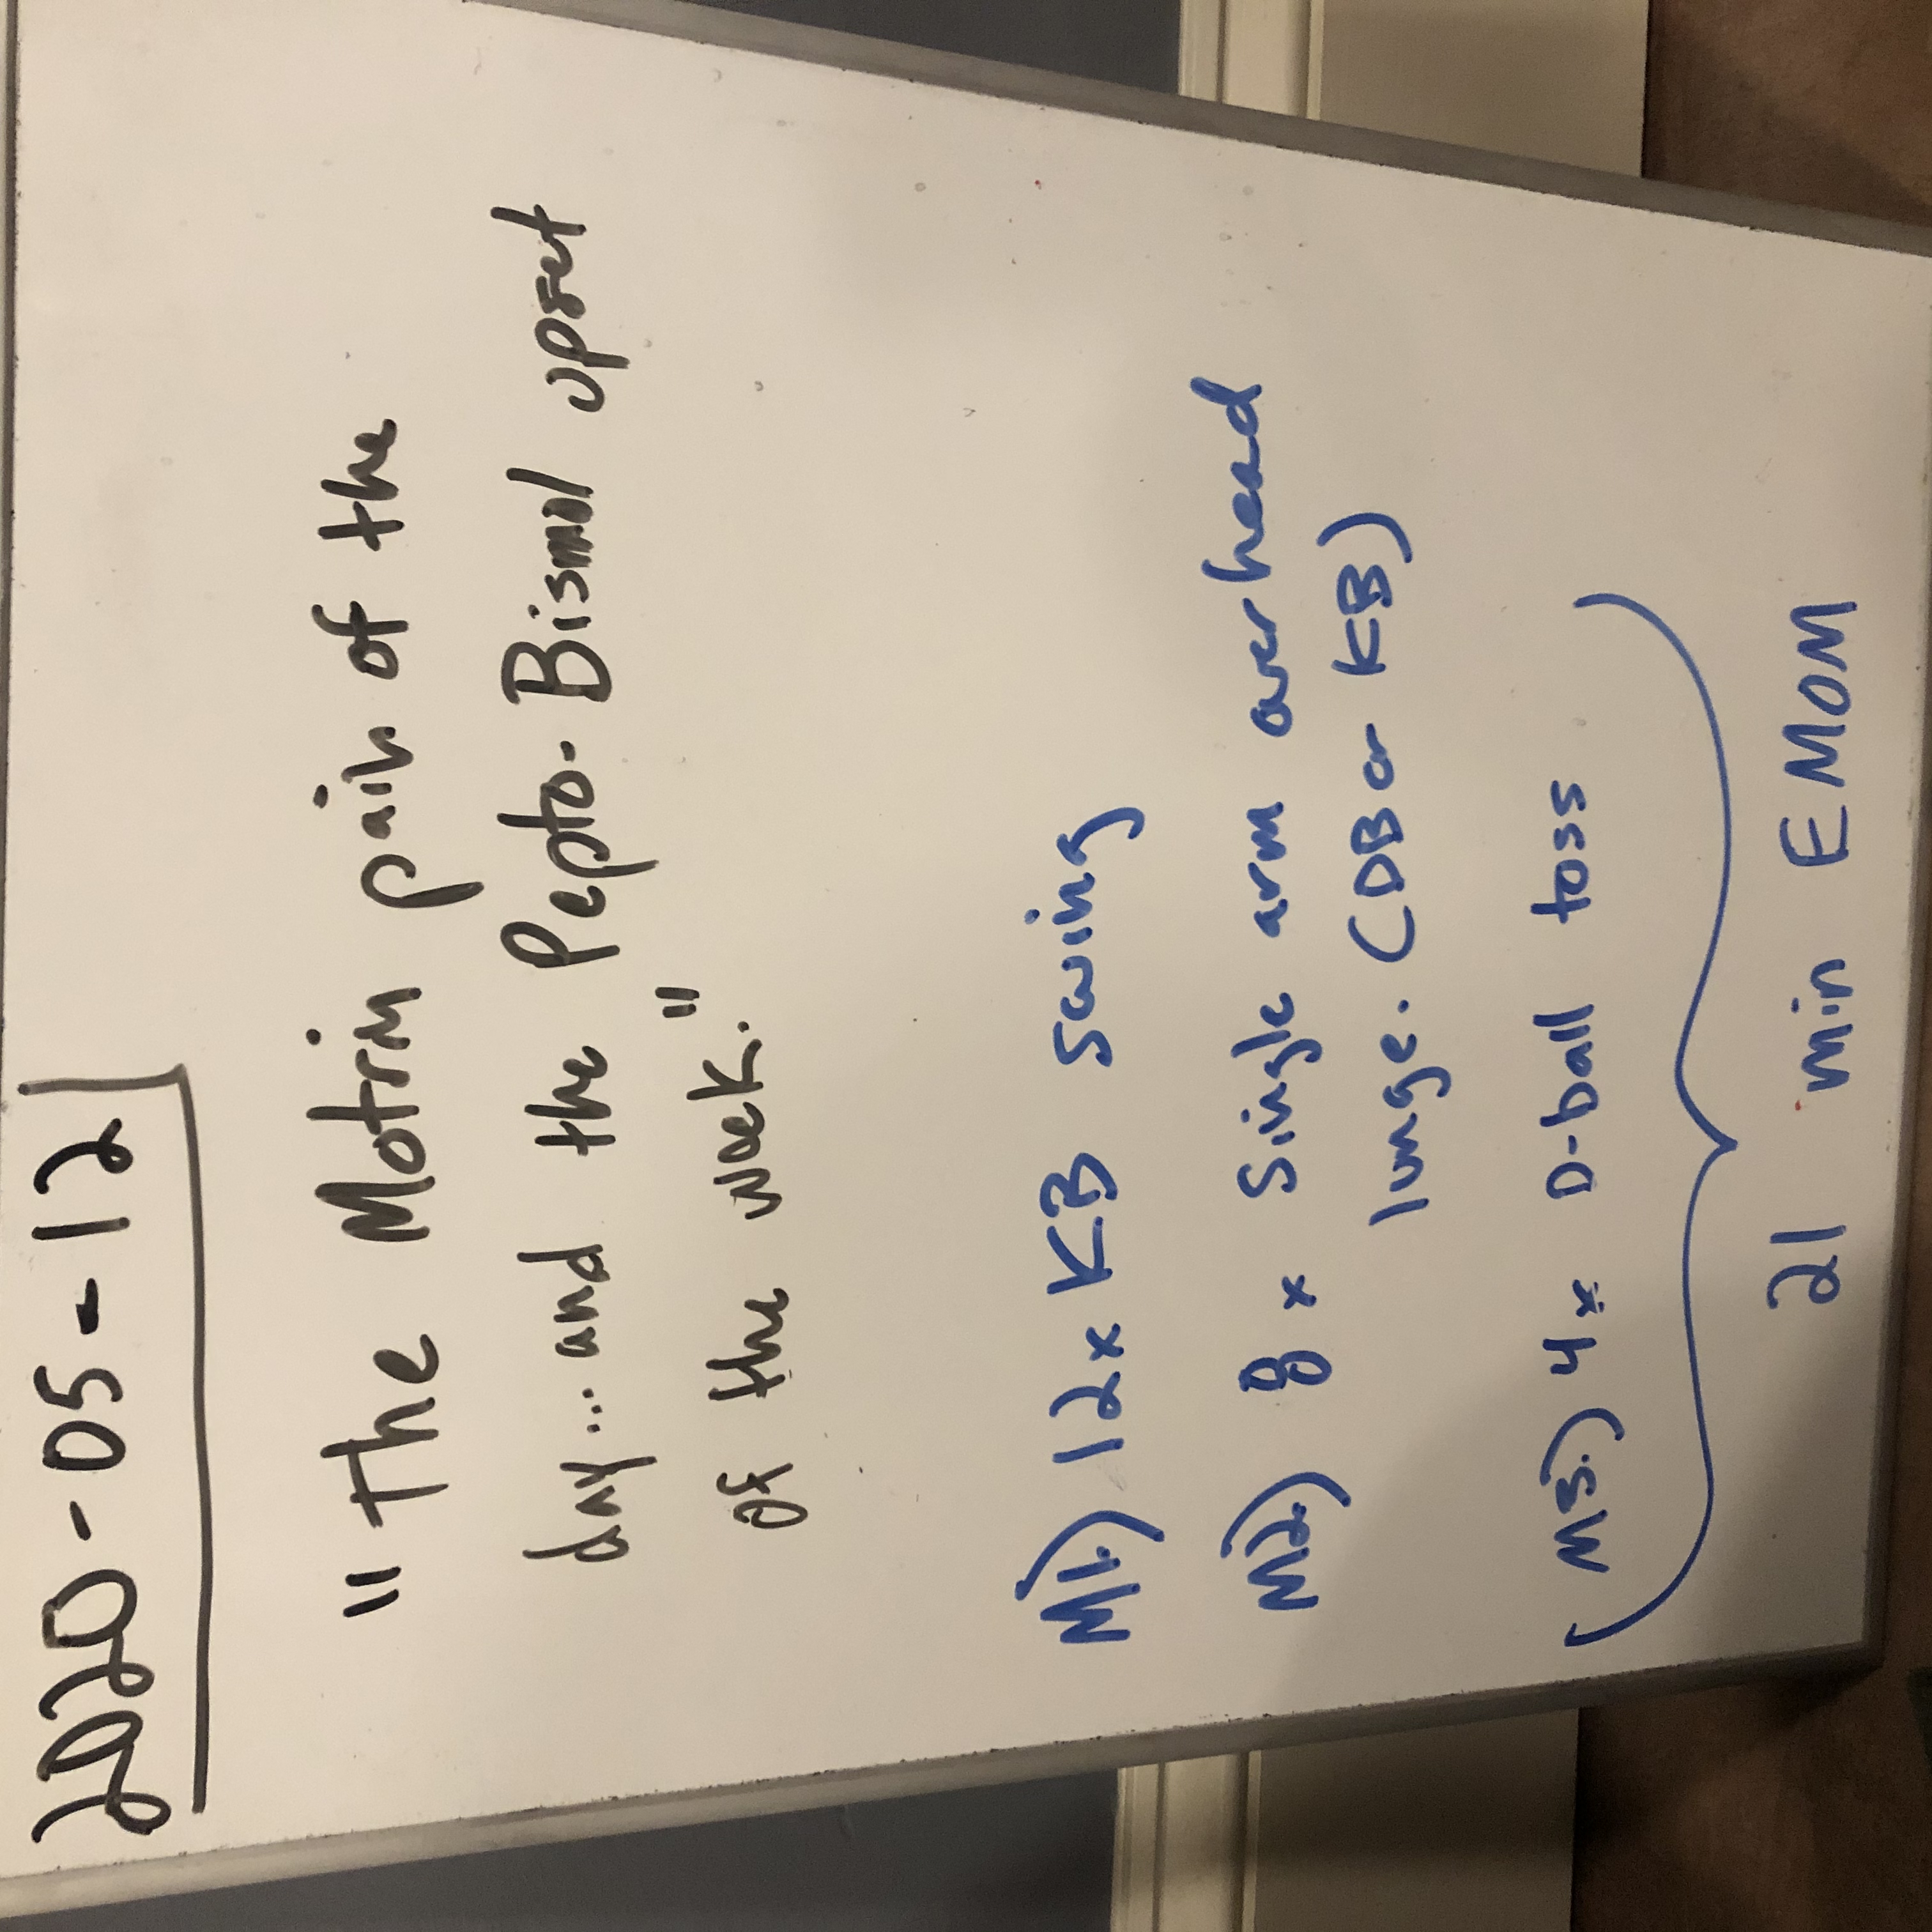 2020-05-12
"The Motrin pain of the
day... and the Pepto-Bismol upset
of the week."
M1.) 12x KB swing
M2.) 8x Single arm overhead
lunge. (DB or KB)
M3.) 4x D-ball toss
21 min EMOM